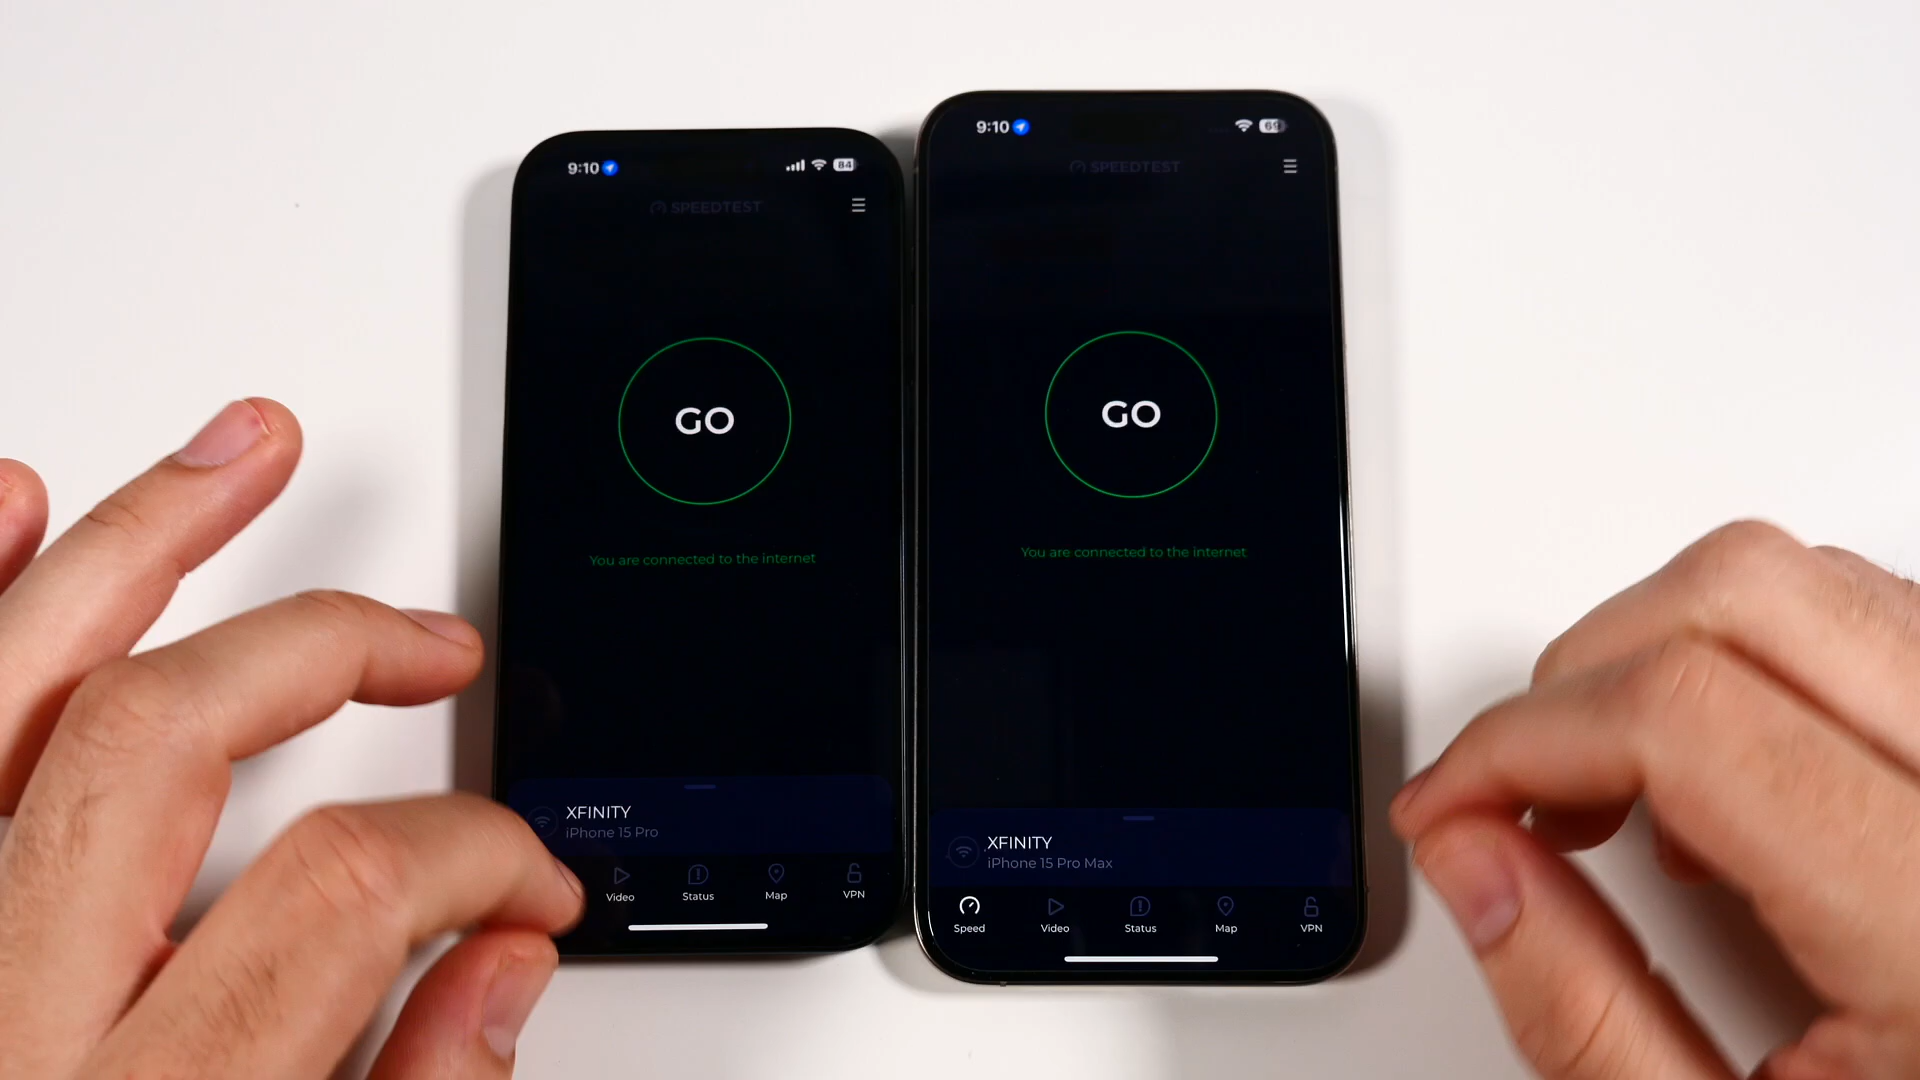 9:10
84
SPEEDTEST
GO
You are connected to the internet
XFINITY
iPhone 15 Pro
Video
Status
Map
VPN
9:10
69
SPEEDTEST
GO
You are connected to the internet
XFINITY
iPhone 15 Pro Max
Speed
Video
Status
Map
VPN